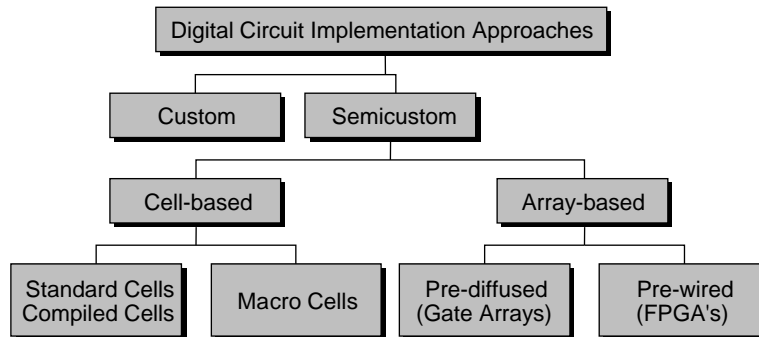 Digital Circuit Implementation Approaches
Custom
Semicustom
Cell-based
Array-based
Standard Cells
Compiled Cells
Macro Cells
Pre-diffused
(Gate Arrays)
Pre-wired
(FPGA's)